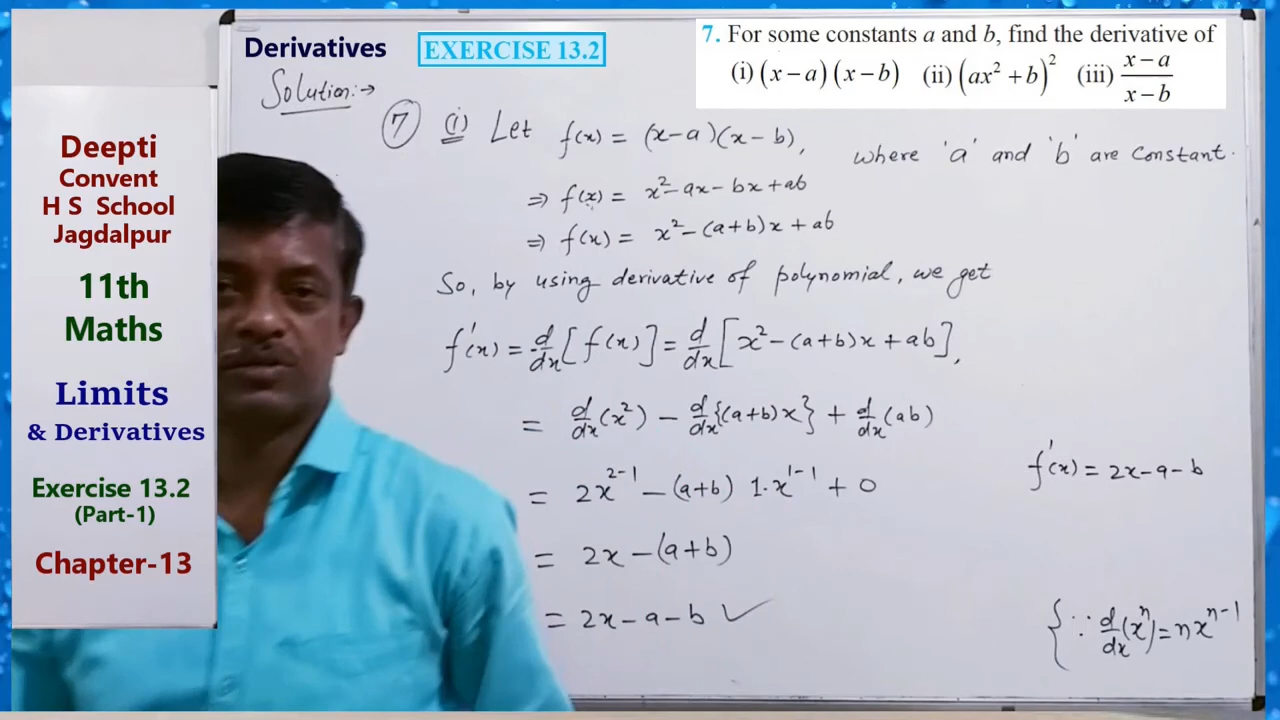 Derivatives EXERCISE 13.2
7. For some constants a and b, find the derivative of
(i) (x−a)(x−b) (ii) (ax²+b)² (iii) x−a/x−b
Deepti
Convent
H S School
Jagdalpur
11th
Maths
Limits
& Derivatives
Exercise 13.2
(Part-1)
Chapter-13
Solution:→
7 (i) Let f(x) = (x−a)(x−b), where 'a' and 'b' are constant.
⇒ f(x) = x²−ax−bx+ab
⇒ f(x) = x²−(a+b)x+ab
So, by using derivative of polynomial, we get
f'(x) = d/dx[f(x)] = d/dx[x²−(a+b)x+ab],
= d/dx(x²) − d/dx{(a+b)x} + d/dx(ab)
= 2x²⁻¹ − (a+b) 1·x¹⁻¹ + 0
= 2x−(a+b)
= 2x−a−b ✓
f'(x) = 2x−a−b
{∵ d/dx(xⁿ)=nxⁿ⁻¹